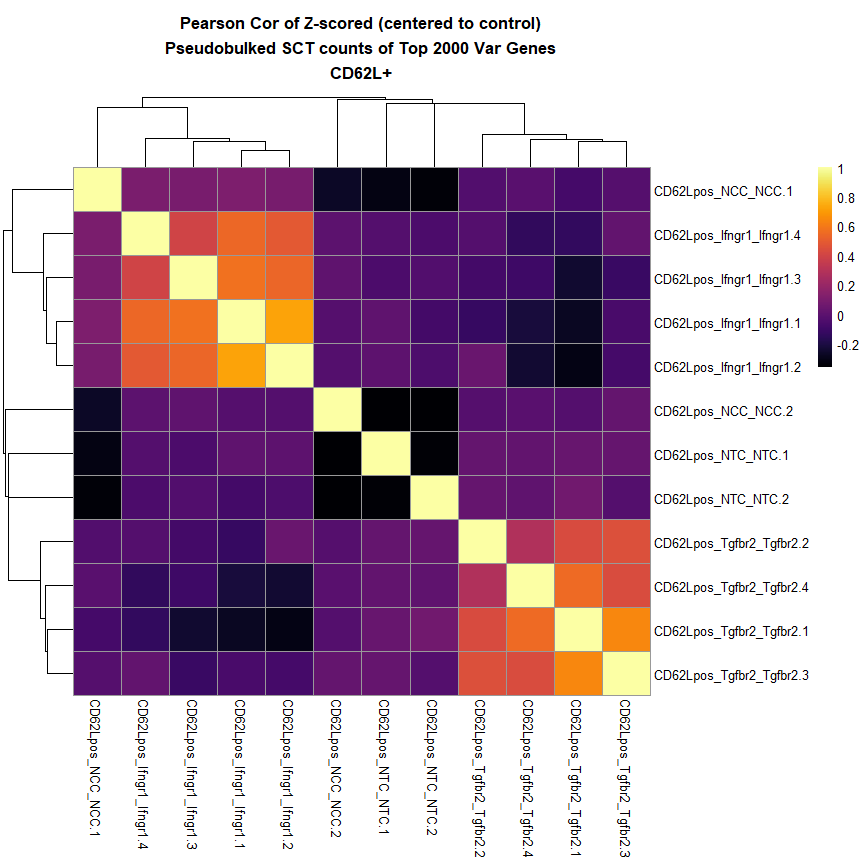 Pearson Cor of Z-scored (centered to control)
Pseudobulked SCT counts of Top 2000 Var Genes
CD62L+
1
0.8
0.6
0.4
0.2
0
-0.2
CD62Lpos_NCC_NCC.1
CD62Lpos_Ifngr1_Ifngr1.4
CD62Lpos_Ifngr1_Ifngr1.3
CD62Lpos_Ifngr1_Ifngr1.1
CD62Lpos_Ifngr1_Ifngr1.2
CD62Lpos_NCC_NCC.2
CD62Lpos_NTC_NTC.1
CD62Lpos_NTC_NTC.2
CD62Lpos_Tgfbr2_Tgfbr2.2
CD62Lpos_Tgfbr2_Tgfbr2.4
CD62Lpos_Tgfbr2_Tgfbr2.1
CD62Lpos_Tgfbr2_Tgfbr2.3
CD62Lpos_NCC_NCC.1
CD62Lpos_Ifngr1_Ifngr1.4
CD62Lpos_Ifngr1_Ifngr1.3
CD62Lpos_Ifngr1_Ifngr1.1
CD62Lpos_Ifngr1_Ifngr1.2
CD62Lpos_NCC_NCC.2
CD62Lpos_NTC_NTC.1
CD62Lpos_NTC_NTC.2
CD62Lpos_Tgfbr2_Tgfbr2.2
CD62Lpos_Tgfbr2_Tgfbr2.4
CD62Lpos_Tgfbr2_Tgfbr2.1
CD62Lpos_Tgfbr2_Tgfbr2.3